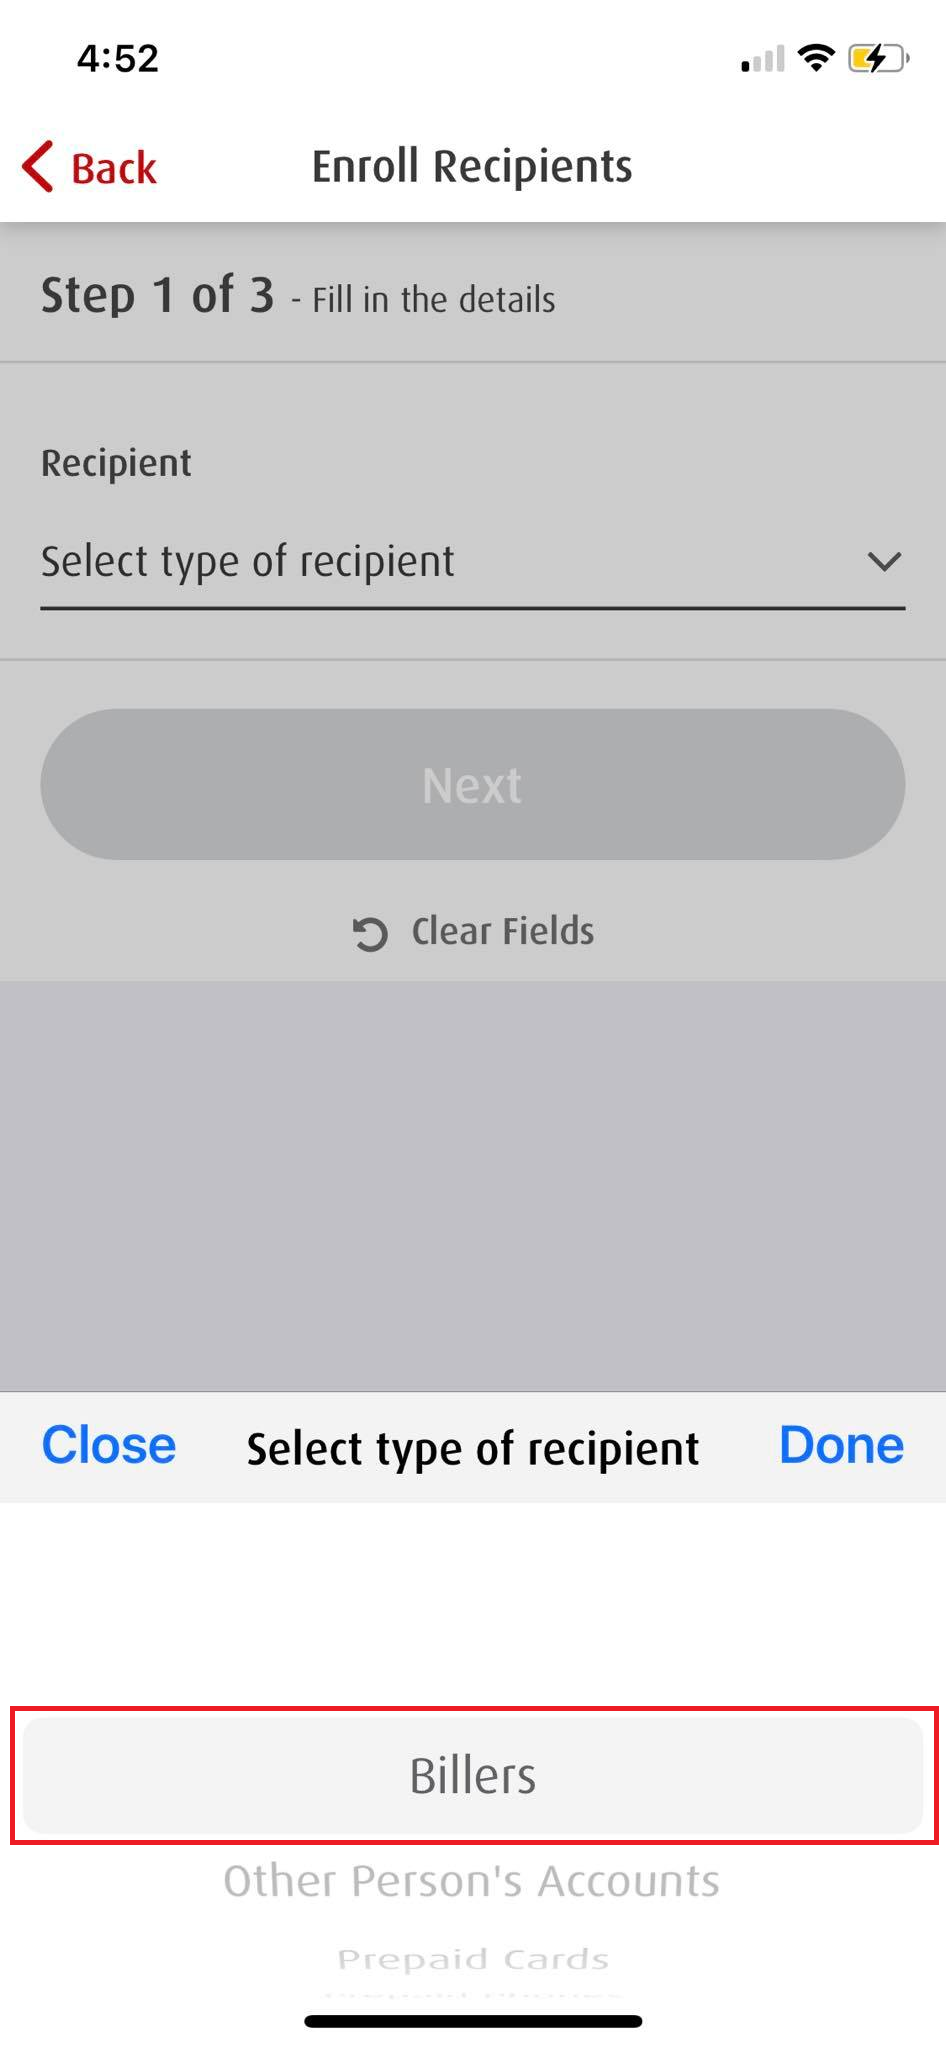 4:52
Back
Enroll Recipients
Step 1 of 3 - Fill in the details
Recipient
Select type of recipient
Next
Clear Fields
Close
Select type of recipient
Done
Billers
Other Person's Accounts
Prepaid Cards